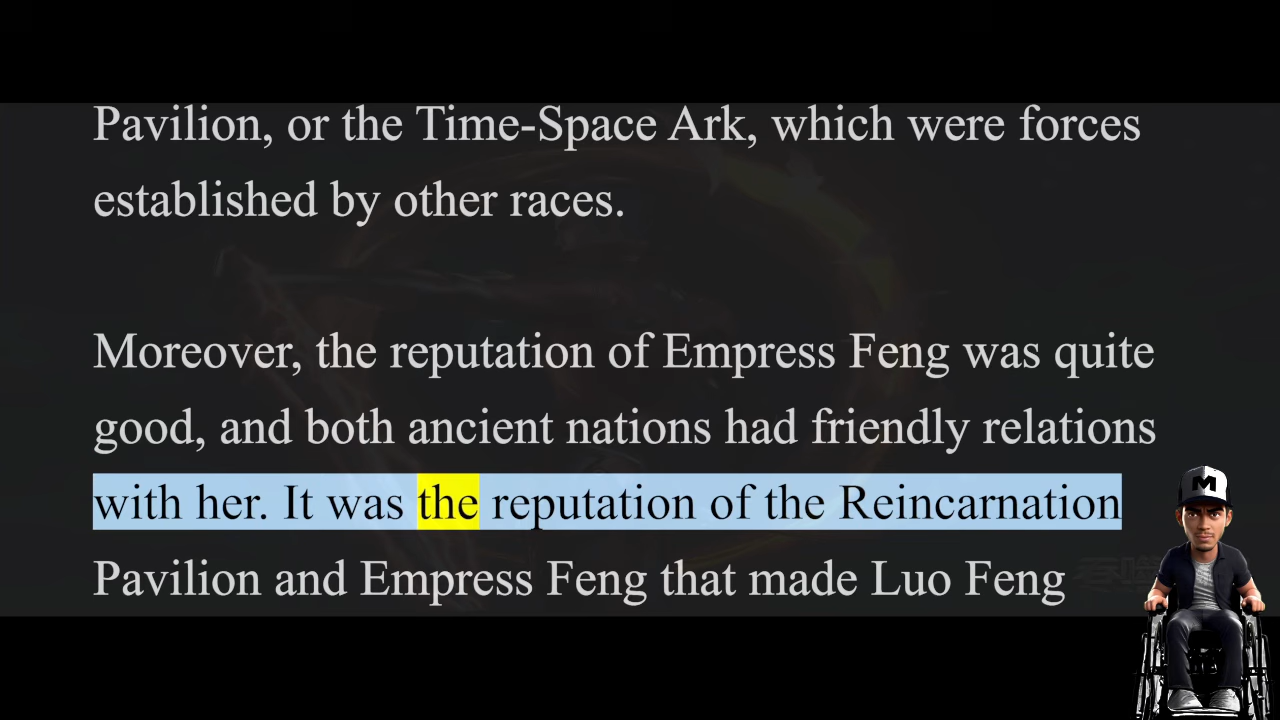 Pavilion, or the Time-Space Ark, which were forces
established by other races.
Moreover, the reputation of Empress Feng was quite
good, and both ancient nations had friendly relations
with her. It was the reputation of the Reincarnation
Pavilion and Empress Feng that made Luo Feng
M